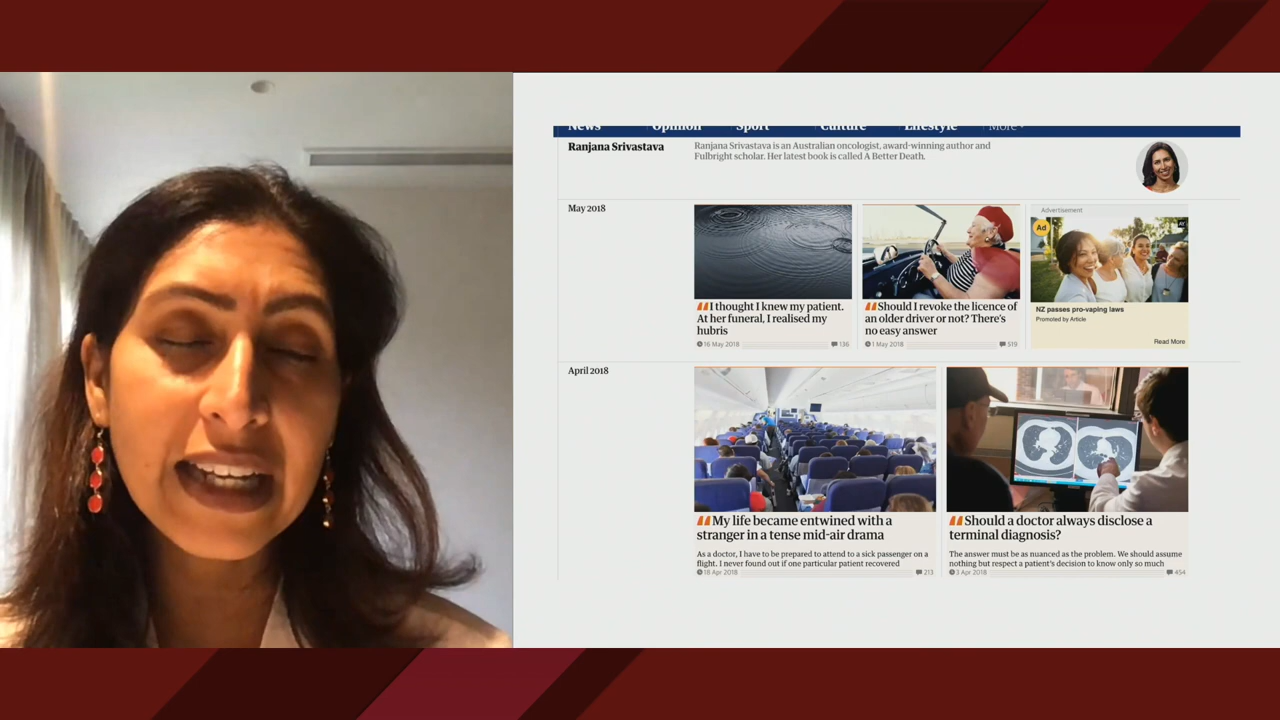 News
Opinion
Sport
Culture
Lifestyle
More
Ranjana Srivastava
Ranjana Srivastava is an Australian oncologist, award-winning author and
Fulbright scholar. Her latest book is called A Better Death.
May 2018
I thought I knew my patient.
At her funeral, I realised my
hubris
16 May 2018
136
Should I revoke the licence of
an older driver or not? There's
no easy answer
1 May 2018
519
Advertisement
Ad
NZ passes pro-vaping laws
Promoted by Article
Read More
April 2018
My life became entwined with a
stranger in a tense mid-air drama
As a doctor, I have to be prepared to attend to a sick passenger on a
flight. I never found out if one particular patient recovered
18 Apr 2018
213
Should a doctor always disclose a
terminal diagnosis?
The answer must be as nuanced as the problem. We should assume
nothing but respect a patient's decision to know only so much
3 Apr 2018
454